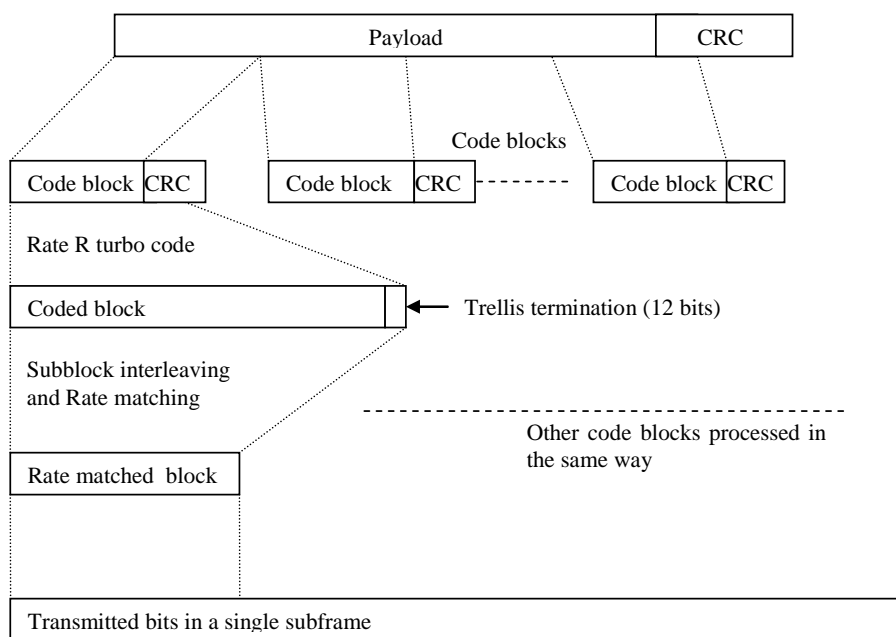 Payload
CRC
Code blocks
Code block
CRC
Code block
CRC
Code block
CRC
Rate R turbo code
Coded block
Trellis termination (12 bits)
Subblock interleaving
and Rate matching
Other code blocks processed in
the same way
Rate matched block
Transmitted bits in a single subframe